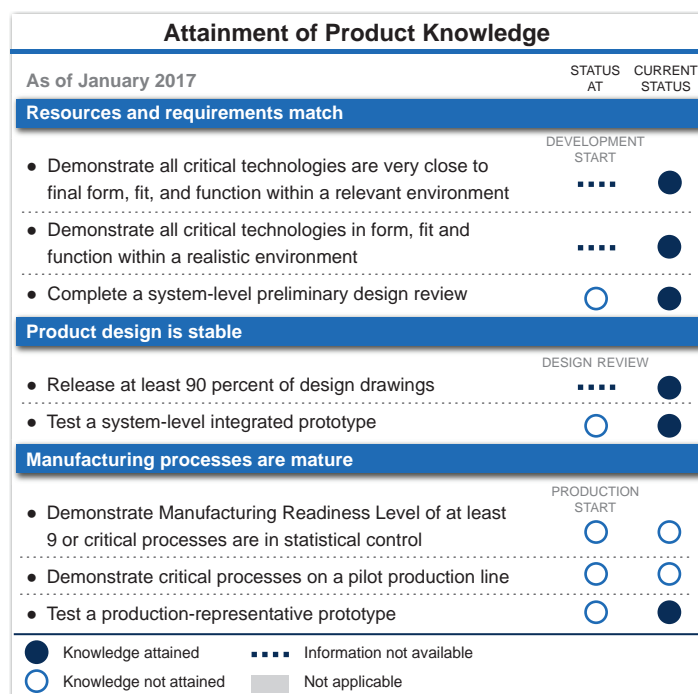 Attainment of Product Knowledge
As of January 2017
STATUS AT
CURRENT STATUS
Resources and requirements match
DEVELOPMENT START
● Demonstrate all critical technologies are very close to
final form, fit, and function within a relevant environment
● Demonstrate all critical technologies in form, fit and
function within a realistic environment
● Complete a system-level preliminary design review
Product design is stable
DESIGN REVIEW
● Release at least 90 percent of design drawings
● Test a system-level integrated prototype
Manufacturing processes are mature
PRODUCTION START
● Demonstrate Manufacturing Readiness Level of at least
9 or critical processes are in statistical control
● Demonstrate critical processes on a pilot production line
● Test a production-representative prototype
Knowledge attained
Information not available
Knowledge not attained
Not applicable